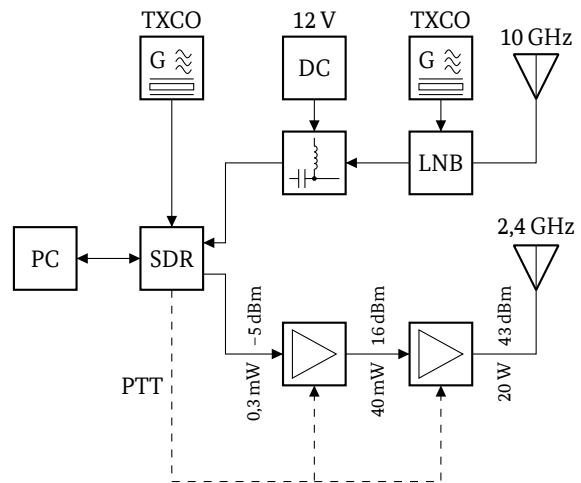 TXCO
12 V
TXCO
10 GHz
G
DC
G
LNB
2,4 GHz
PC
SDR
−5 dBm
16 dBm
43 dBm
PTT
0,3 mW
40 mW
20 W